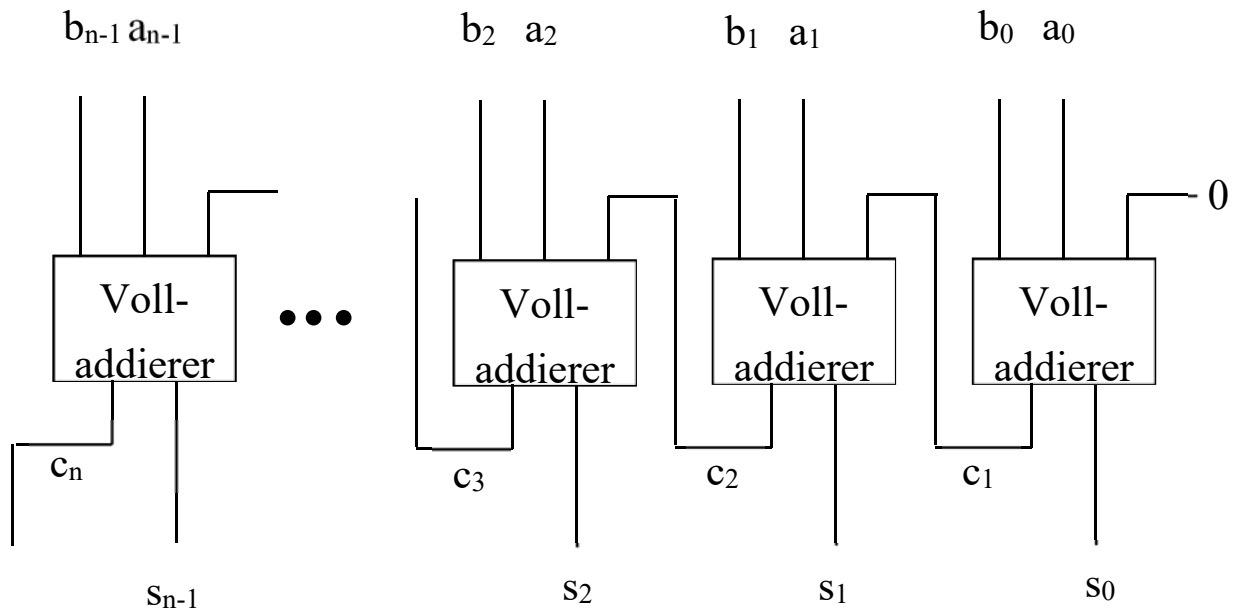 bn-1 an-1 b2 a2 b1 a1 b0 a0
0
Voll-
addierer
Voll-
addierer
Voll-
addierer
Voll-
addierer
cn c3 c2 c1
sn-1 s2 s1 s0